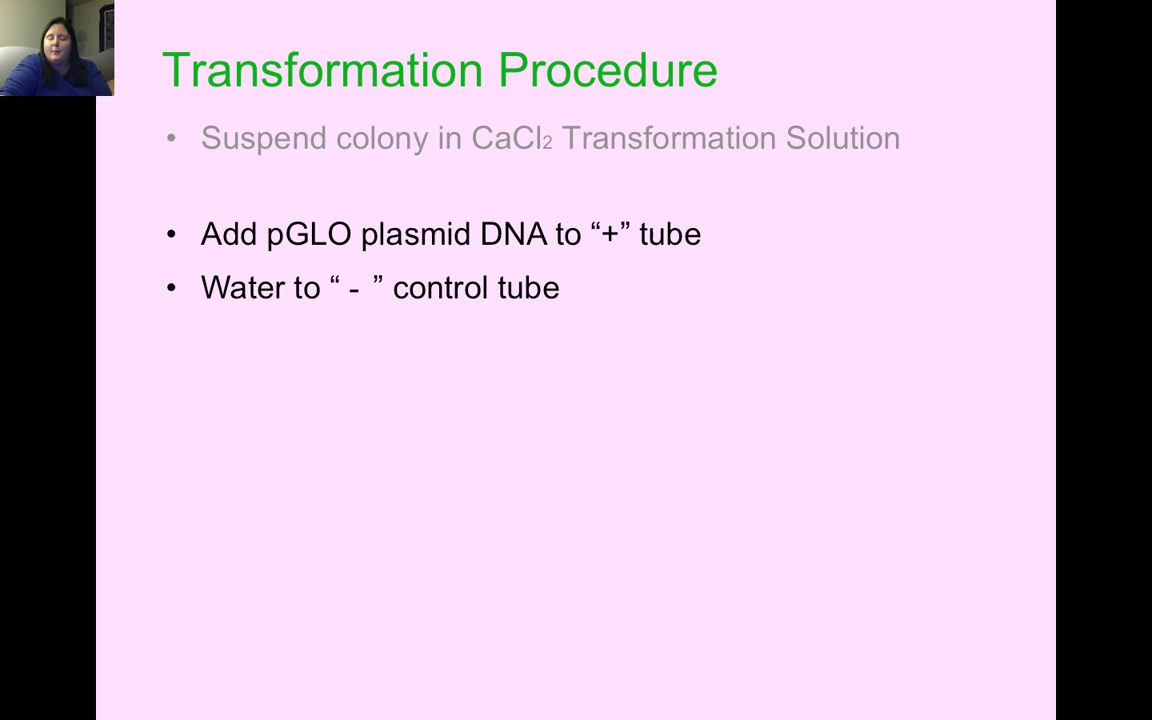 Transformation Procedure
• Suspend colony in CaCl₂ Transformation Solution
• Add pGLO plasmid DNA to “+” tube
• Water to “ - ” control tube